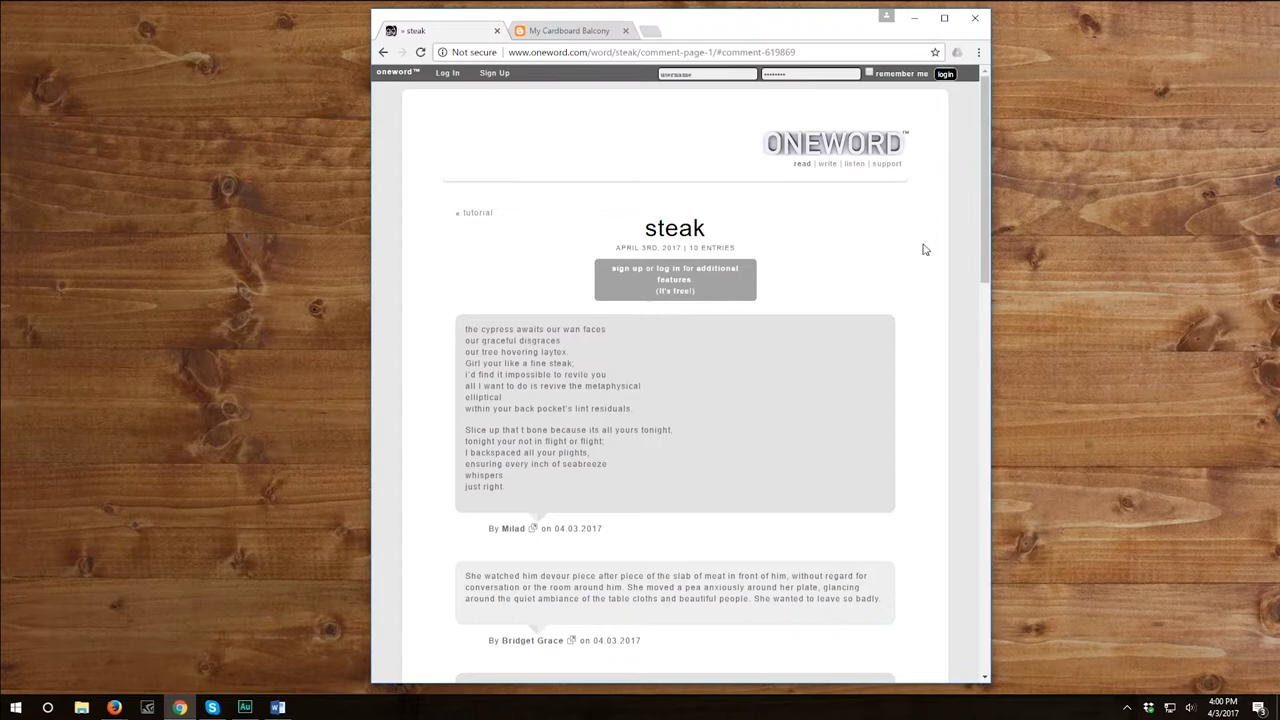 » steak
My Cardboard Balcony
Not secure
www.oneword.com/word/steak/comment-page-1/#comment-619869
oneword™
Log In
Sign Up
username
••••••••
remember me
login
ONEWORD™
read | write | listen | support
« tutorial
steak
APRIL 3RD, 2017 | 10 ENTRIES
sign up or log in for additional
features.
(It's free!)
the cypress awaits our wan faces
our graceful disgraces
our tree hovering laytex.
Girl your like a fine steak;
i'd find it impossible to revile you
all I want to do is revive the metaphysical
elliptical
within your back pocket's lint residuals.
Slice up that t bone because its all yours tonight,
tonight your not in flight or flight;
I backspaced all your plights,
ensuring every inch of seabreeze
whispers
just right.
By Milad on 04.03.2017
She watched him devour piece after piece of the slab of meat in front of him, without regard for
conversation or the room around him. She moved a pea anxiously around her plate, glancing
around the quiet ambiance of the table cloths and beautiful people. She wanted to leave so badly.
By Bridget Grace on 04.03.2017
4:00 PM
4/3/2017